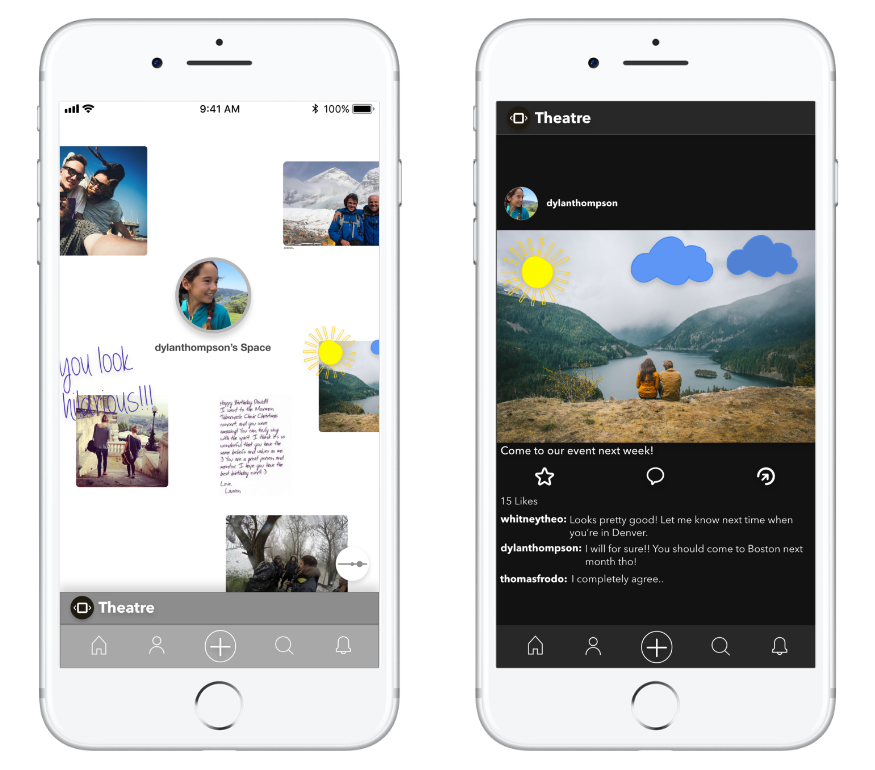 9:41 AM
100%
dylanthompson's Space
you look
hilarious!!!
Happy Birthday David!!!
I went to the Mormon
Tabernacle Choir Christmas
concert, and you were
amazing! You can truly sing
with the spirit. I think it's so
wonderful that you have the
same beliefs and values as me
:) You are a great person and
mentor. I hope you have the
best birthday ever!! :)
Love,
Lauren
Theatre
Theatre
dylanthompson
Come to our event next week!
15 Likes
whitneytheo: Looks pretty good! Let me know next time when
you're in Denver.
dylanthompson: I will for sure!! You should come to Boston next
month tho!
thomasfrodo: I completely agree..